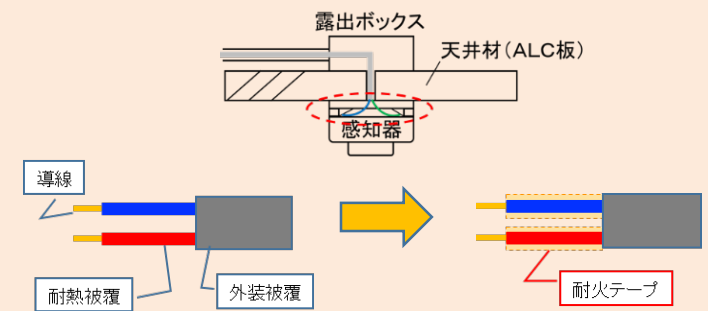 露出ボックス
天井材(ALC板)
感知器
導線
耐熱被覆
外装被覆
耐火テープ